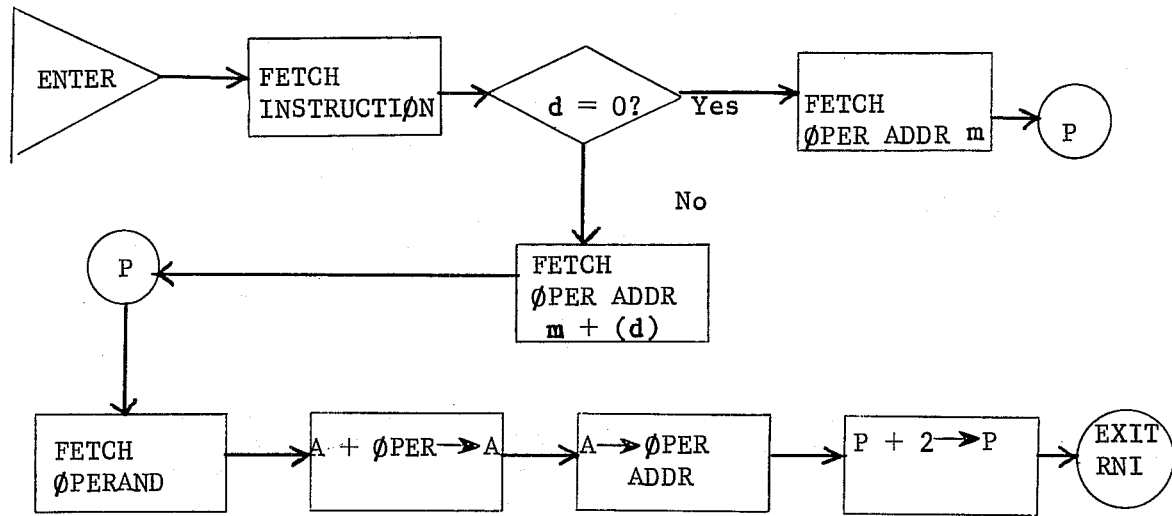 ENTER
FETCH
INSTRUCTIØN
d = 0?
Yes
FETCH
ØPER ADDR m
P
No
FETCH
ØPER ADDR
m + (d)
P
FETCH
ØPERAND
A + ØPER→A
A→ØPER
ADDR
P + 2→P
EXIT
RNI